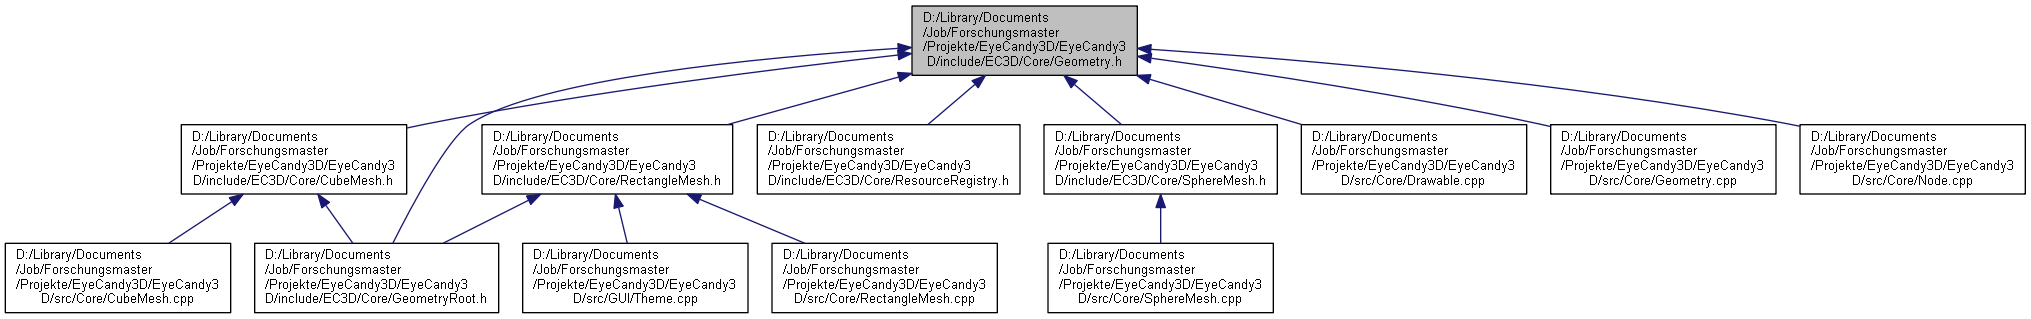 D:/Library/Documents
/Job/Forschungsmaster
/Projekte/EyeCandy3D/EyeCandy3
D/include/EC3D/Core/Geometry.h
D:/Library/Documents
/Job/Forschungsmaster
/Projekte/EyeCandy3D/EyeCandy3
D/include/EC3D/Core/CubeMesh.h
D:/Library/Documents
/Job/Forschungsmaster
/Projekte/EyeCandy3D/EyeCandy3
D/include/EC3D/Core/RectangleMesh.h
D:/Library/Documents
/Job/Forschungsmaster
/Projekte/EyeCandy3D/EyeCandy3
D/include/EC3D/Core/ResourceRegistry.h
D:/Library/Documents
/Job/Forschungsmaster
/Projekte/EyeCandy3D/EyeCandy3
D/include/EC3D/Core/SphereMesh.h
D:/Library/Documents
/Job/Forschungsmaster
/Projekte/EyeCandy3D/EyeCandy3
D/src/Core/Drawable.cpp
D:/Library/Documents
/Job/Forschungsmaster
/Projekte/EyeCandy3D/EyeCandy3
D/src/Core/Geometry.cpp
D:/Library/Documents
/Job/Forschungsmaster
/Projekte/EyeCandy3D/EyeCandy3
D/src/Core/Node.cpp
D:/Library/Documents
/Job/Forschungsmaster
/Projekte/EyeCandy3D/EyeCandy3
D/src/Core/CubeMesh.cpp
D:/Library/Documents
/Job/Forschungsmaster
/Projekte/EyeCandy3D/EyeCandy3
D/include/EC3D/Core/GeometryRoot.h
D:/Library/Documents
/Job/Forschungsmaster
/Projekte/EyeCandy3D/EyeCandy3
D/src/GUI/Theme.cpp
D:/Library/Documents
/Job/Forschungsmaster
/Projekte/EyeCandy3D/EyeCandy3
D/src/Core/RectangleMesh.cpp
D:/Library/Documents
/Job/Forschungsmaster
/Projekte/EyeCandy3D/EyeCandy3
D/src/Core/SphereMesh.cpp